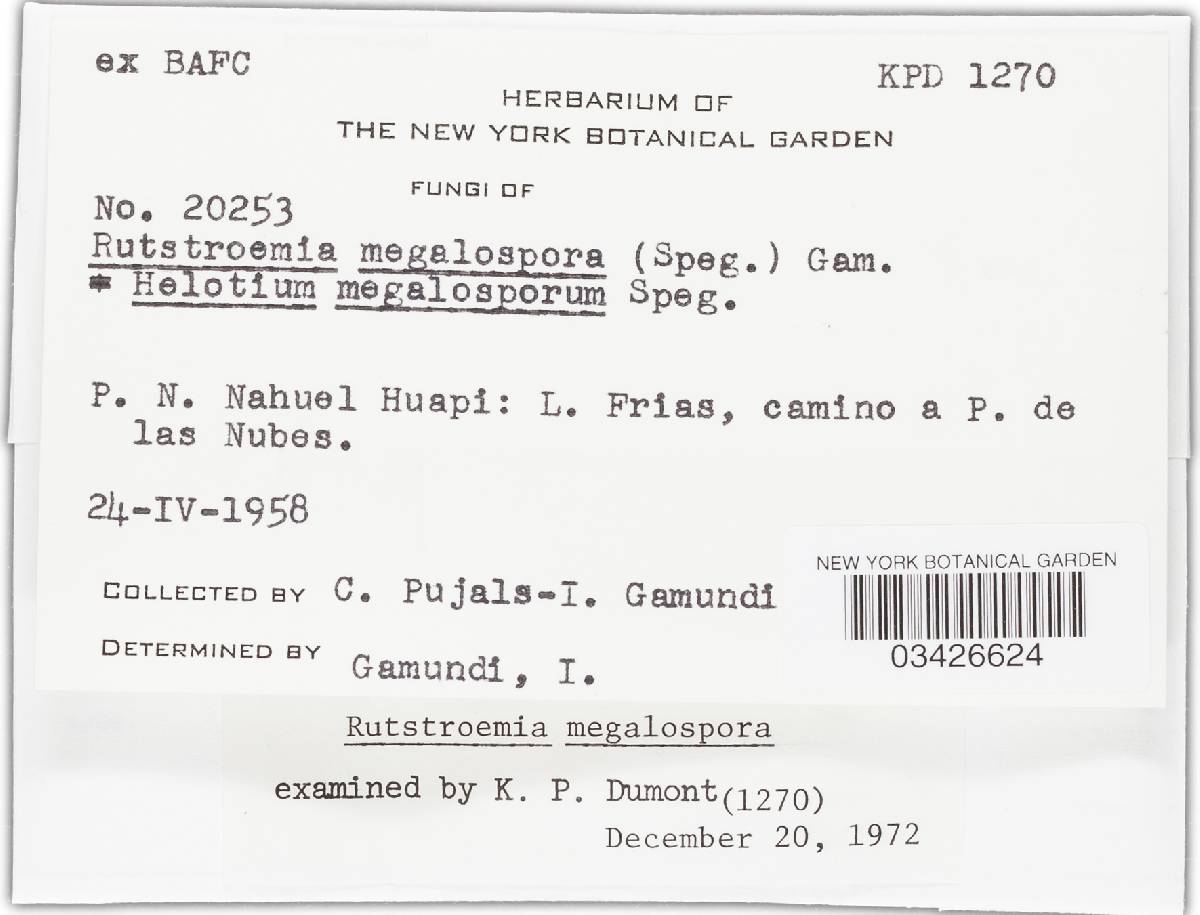 ex BAFC
KPD 1270
HERBARIUM OF
THE NEW YORK BOTANICAL GARDEN
FUNGI OF
No. 20253
Rutstroemia megalospora (Speg.) Gam.
Helotium megalosporum Speg.
P. N. Nahuel Huapi: L. Frias, camino a P. de
las Nubes.
24-IV-1958
COLLECTED BY C. Pujals-I. Gamundi
DETERMINED BY Gamundi, I.
NEW YORK BOTANICAL GARDEN
03426624
Rutstroemia megalospora
examined by K. P. Dumont (1270)
December 20, 1972